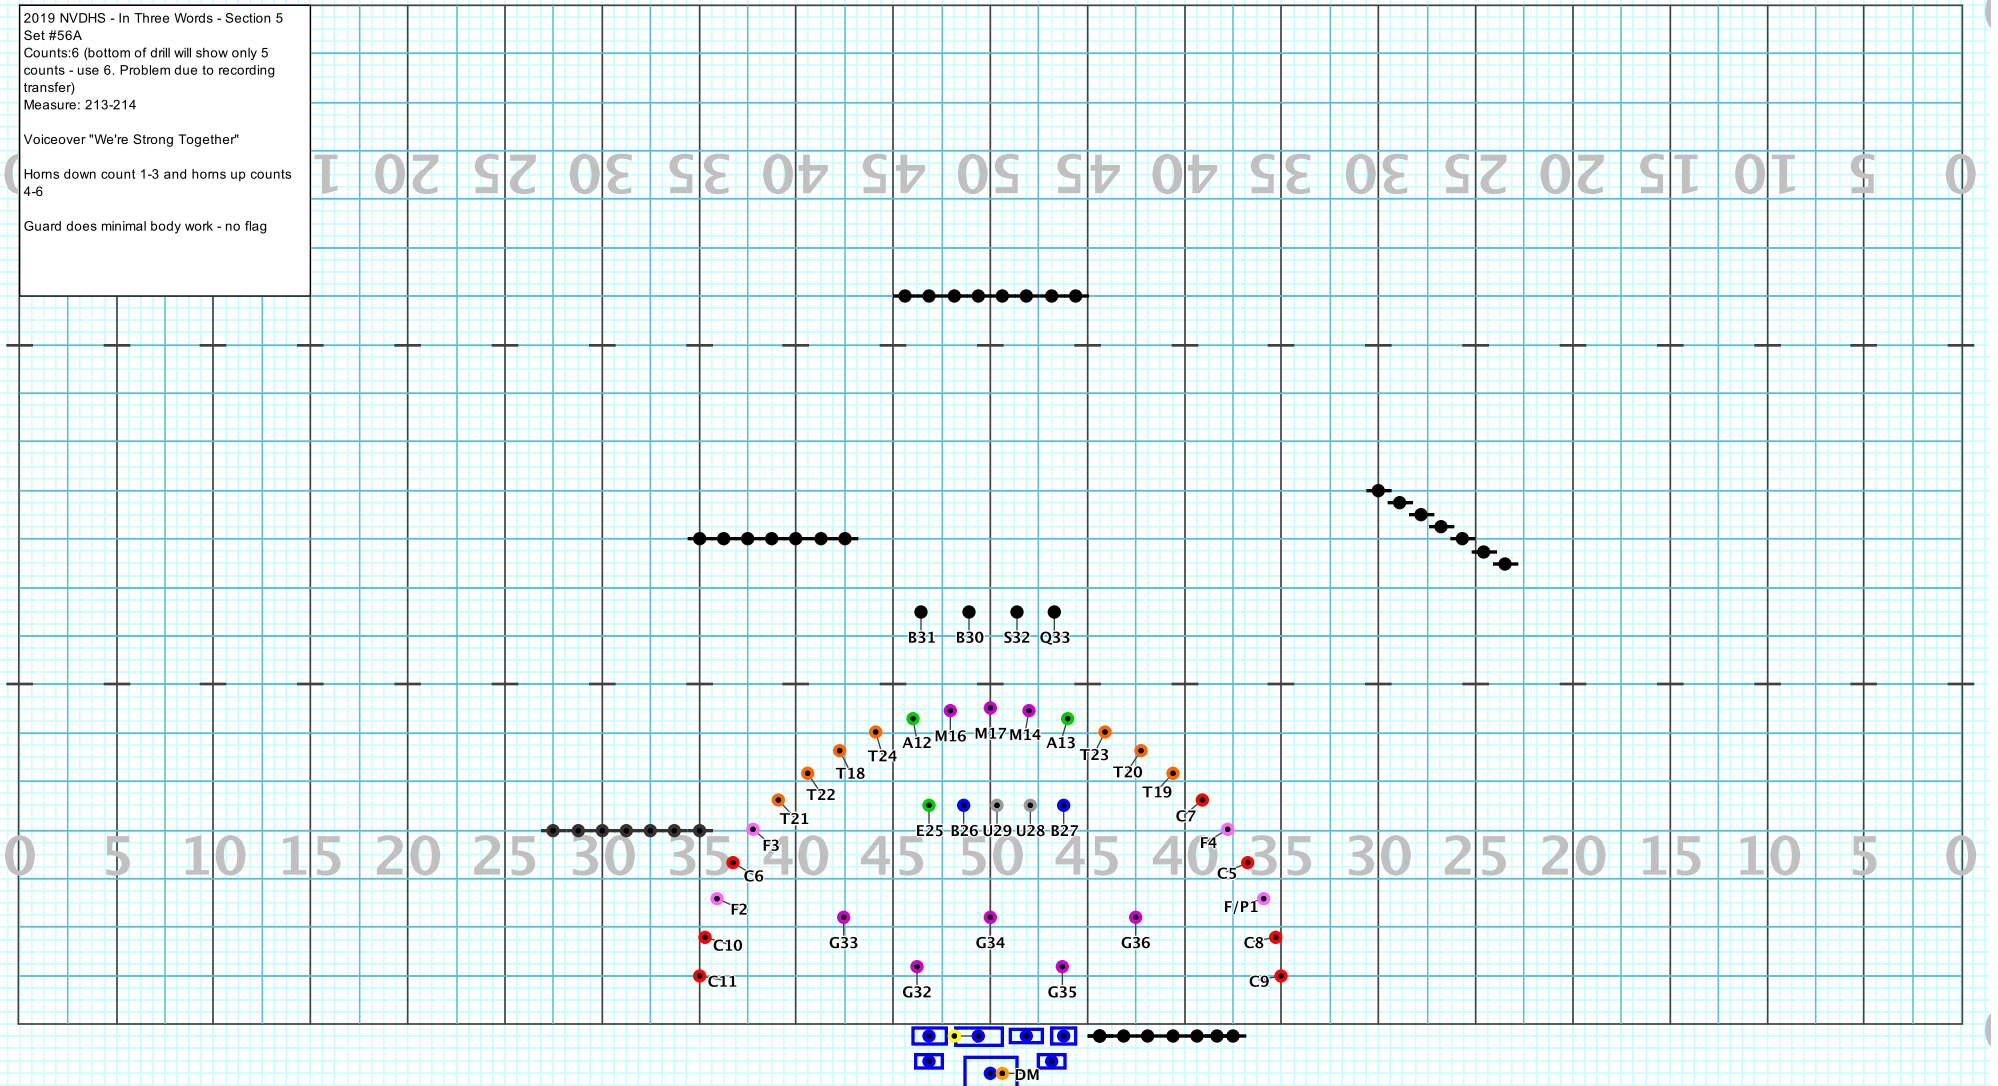 2019 NVDHS - In Three Words - Section 5
Set #56A
Counts:6 (bottom of drill will show only 5
counts - use 6. Problem due to recording
transfer)
Measure: 213-214
Voiceover "We're Strong Together"
Horns down count 1-3 and horns up counts
4-6
Guard does minimal body work - no flag
20 25 30 35 40 45 50 45 40 35 30 25 20 15 10 5 0
B31 B30 S32 Q33
A12 M16 M17 M14 A13
T24 T23
T18 T20
T22 T19
T21 E25 B26 U29 U28 B27 C7
F3 F4
0 5 10 15 20 25 30 35 40 45 50 45 40 35 30 25 20 15 10 5 0
C6 C5
F2 F/P1
C10 G33 G34 G36 C8
C11 G32 G35 C9
DM